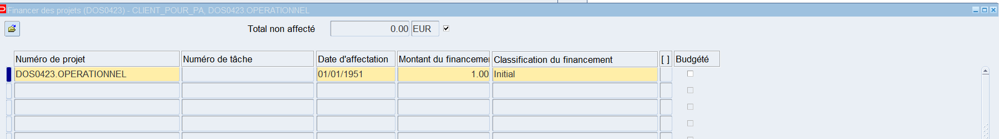 Financer des projets (DOS0423) - CLIENT_POUR_PA, DOS0423.OPERATIONNEL
Total non affecté 0.00 EUR
Numéro de projet Numéro de tâche Date d'affectation Montant du financemer Classification du financement [ ] Budgété
DOS0423.OPERATIONNEL 01/01/1951 1.00 Initial